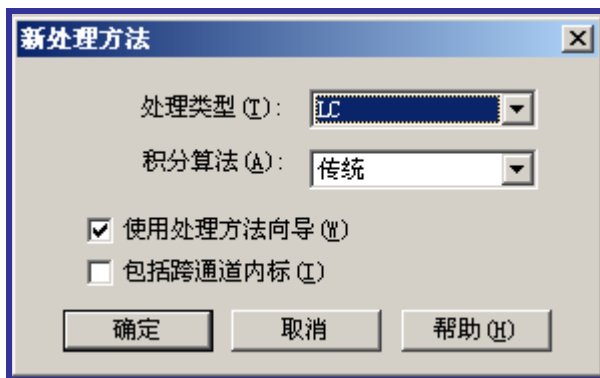 新处理方法
处理类型(T): LC
积分算法(A): 传统
使用处理方法向导(W)
包括跨通道内标(I)
确定 取消 帮助(H)